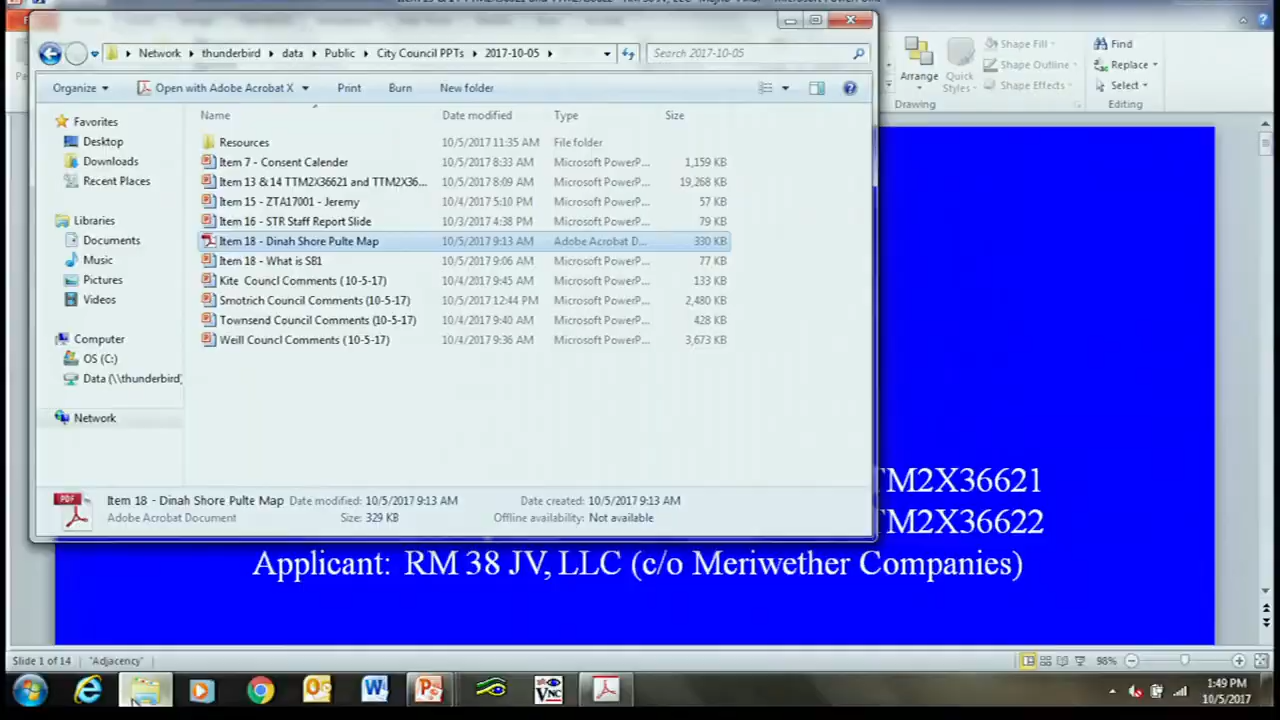 Network ▸ thunderbird ▸ data ▸ Public ▸ City Council PPTs ▸ 2017-10-05 ▸ Search 2017-10-05
Organize Open with Adobe Acrobat X Print Burn New folder
Name Date modified Type Size
Favorites
Desktop
Downloads
Recent Places
Libraries
Documents
Music
Pictures
Videos
Computer
OS (C:)
Data (\\thunderbird)
Network
Resources 10/5/2017 11:35 AM File folder
Item 7 - Consent Calender 10/5/2017 8:33 AM Microsoft PowerP... 1,159 KB
Item 13 & 14 TTM2X36621 and TTM2X36... 10/5/2017 8:09 AM Microsoft PowerP... 19,268 KB
Item 15 - ZTA17001 - Jeremy 10/4/2017 5:10 PM Microsoft PowerP... 57 KB
Item 16 - STR Staff Report Slide 10/3/2017 4:38 PM Microsoft PowerP... 79 KB
Item 18 - Dinah Shore Pulte Map 10/5/2017 9:13 AM Adobe Acrobat D... 330 KB
Item 18 - What is SB1 10/5/2017 9:06 AM Microsoft PowerP... 77 KB
Kite Councl Comments (10-5-17) 10/4/2017 9:45 AM Microsoft PowerP... 133 KB
Smotrich Council Comments (10-5-17) 10/5/2017 12:44 PM Microsoft PowerP... 2,480 KB
Townsend Council Comments (10-5-17) 10/4/2017 9:40 AM Microsoft PowerP... 428 KB
Weill Councl Comments (10-5-17) 10/4/2017 9:36 AM Microsoft PowerP... 3,673 KB
Item 18 - Dinah Shore Pulte Map Date modified: 10/5/2017 9:13 AM Date created: 10/5/2017 9:13 AM
Adobe Acrobat Document Size: 329 KB Offline availability: Not available
PDF
Arrange
Quick
Styles
Shape Fill
Shape Outline
Shape Effects
Drawing
Find
Replace
Select
Editing
TM2X36621
TM2X36622
Applicant: RM 38 JV, LLC (c/o Meriwether Companies)
Slide 1 of 14 "Adjacency" 98%
1:49 PM
10/5/2017